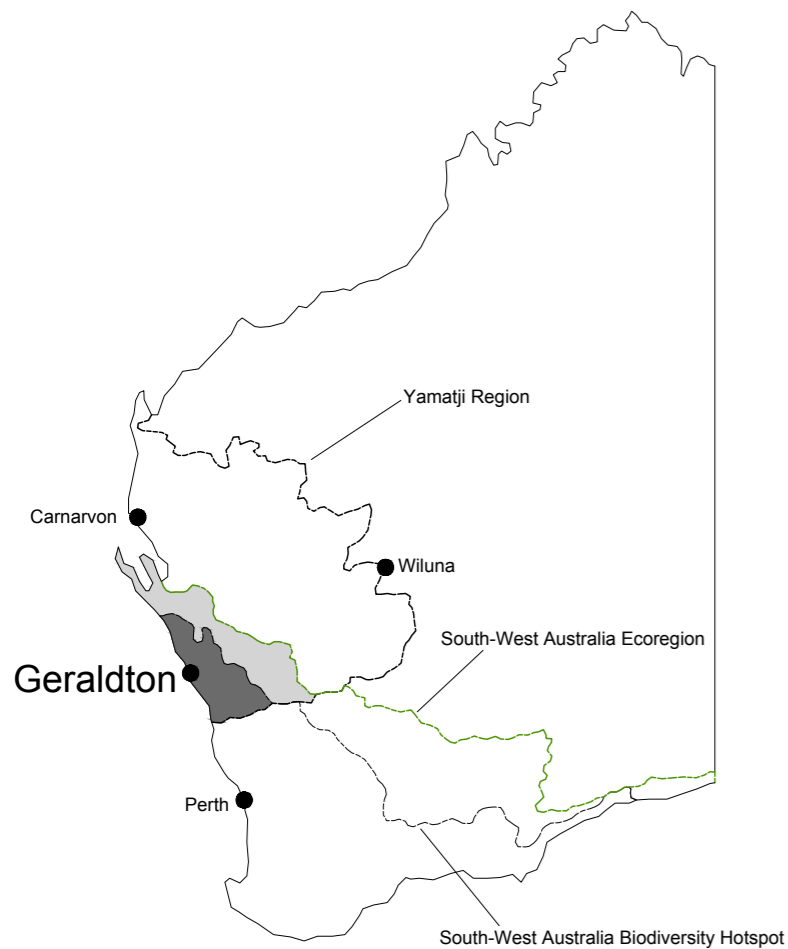 Yamatji Region
Carnarvon
Wiluna
South-West Australia Ecoregion
Geraldton
Perth
South-West Australia Biodiversity Hotspot